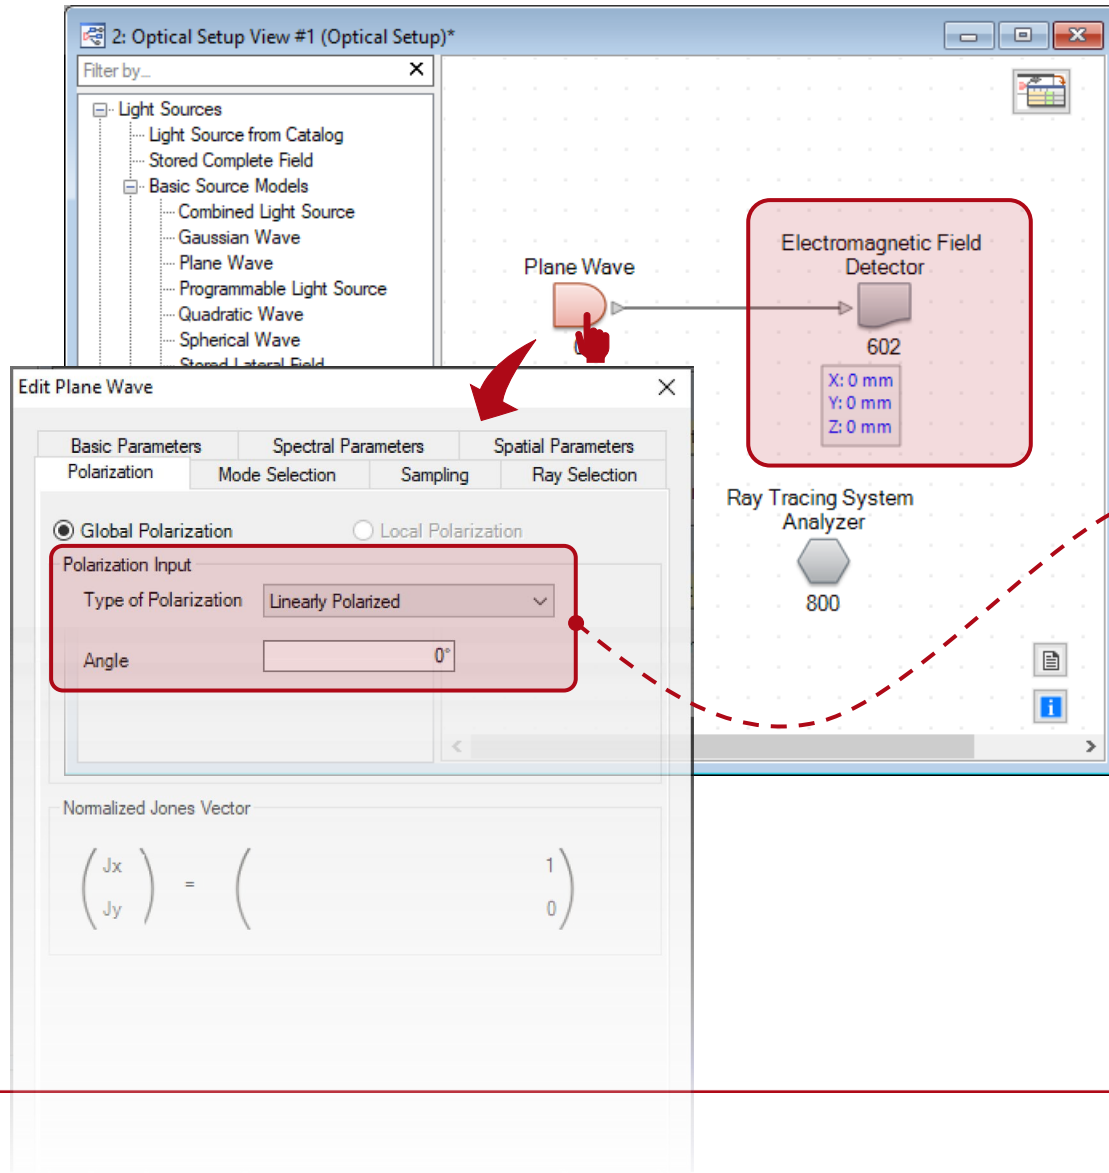 2: Optical Setup View #1 (Optical Setup)*
Filter by...
Light Sources
Light Source from Catalog
Stored Complete Field
Basic Source Models
Combined Light Source
Gaussian Wave
Plane Wave
Programmable Light Source
Quadratic Wave
Spherical Wave
Stored Lateral Field
Plane Wave
Electromagnetic Field
Detector
602
X: 0 mm
Y: 0 mm
Z: 0 mm
Ray Tracing System
Analyzer
800
Edit Plane Wave
Basic Parameters Spectral Parameters Spatial Parameters
Polarization Mode Selection Sampling Ray Selection
Global Polarization Local Polarization
Polarization Input
Type of Polarization Linearly Polarized
Angle 0°
Normalized Jones Vector
Jx 1
=
Jy 0